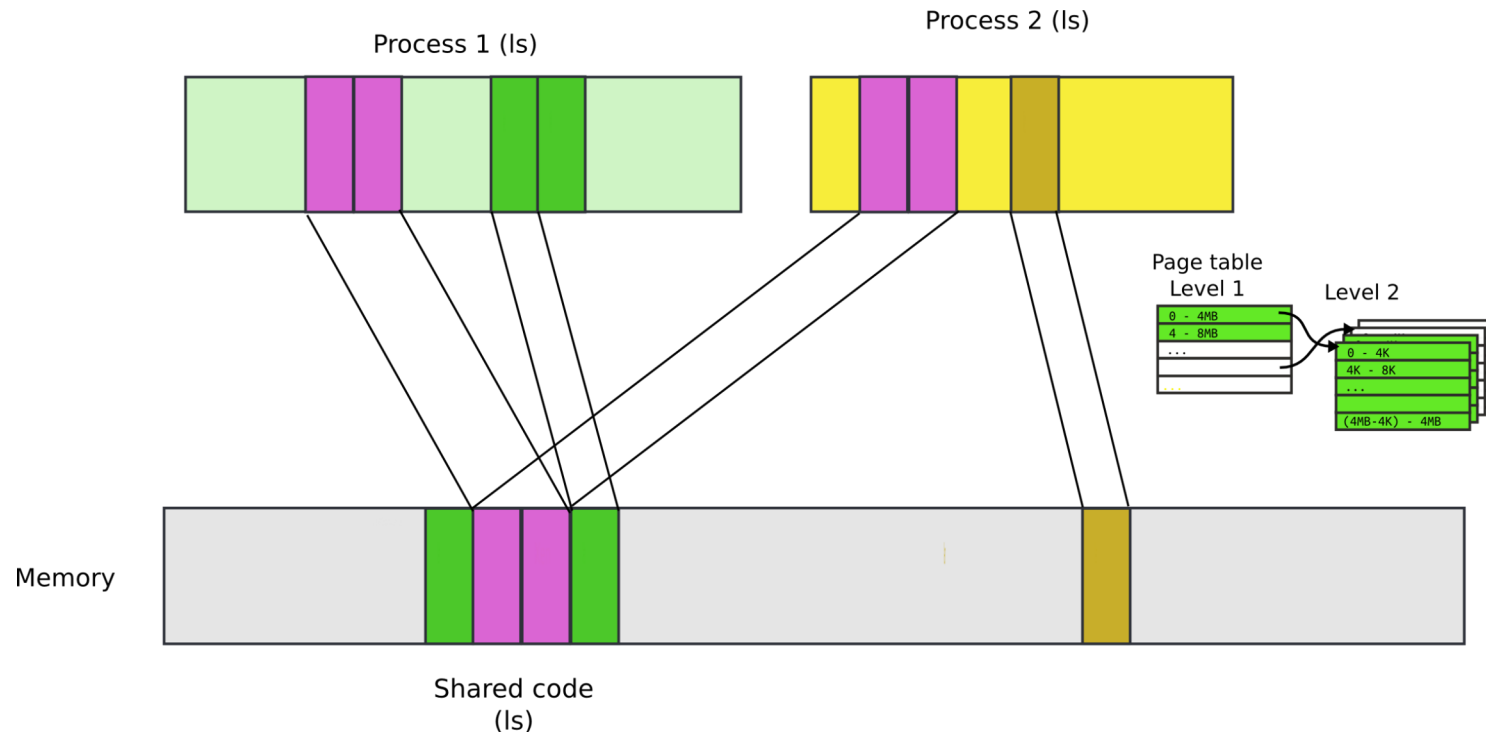 Process 1 (ls)
Process 2 (ls)
Page table
Level 1
Level 2
0 - 4MB
4 - 8MB
...
...
0 - 4K
4K - 8K
...
(4MB-4K) - 4MB
Memory
Shared code
(ls)